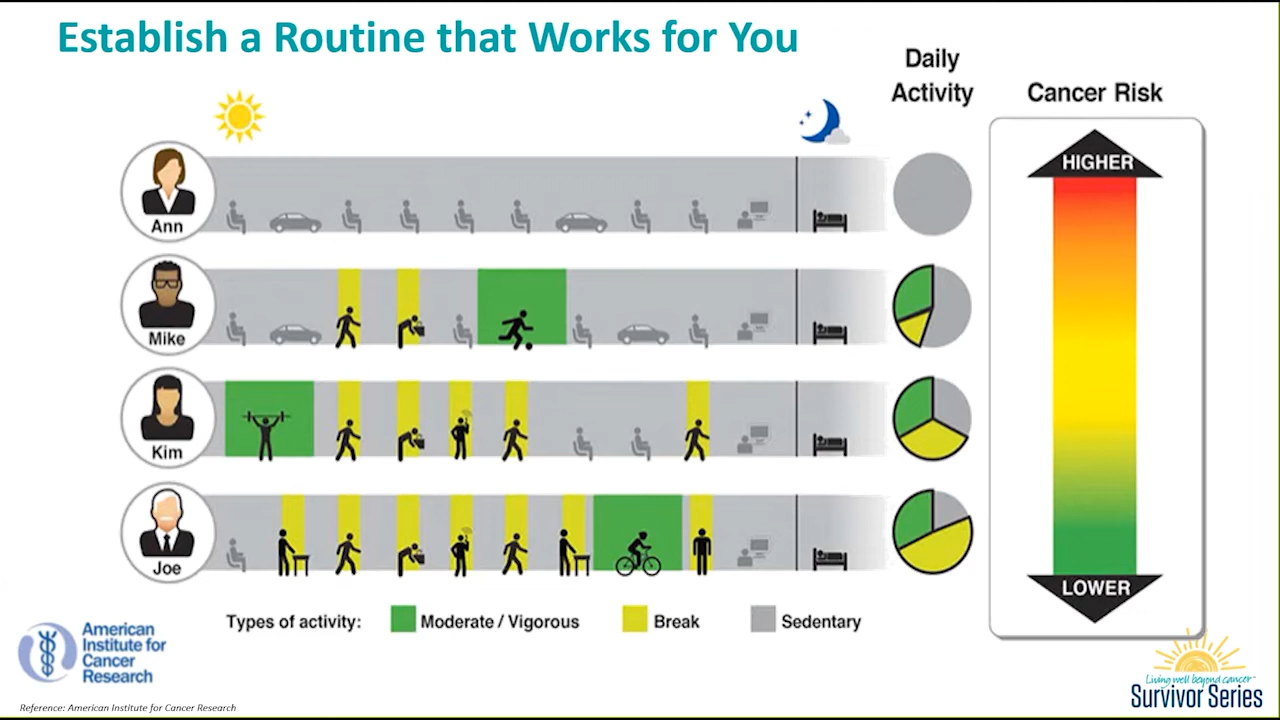 Establish a Routine that Works for You
Daily
Activity
Cancer Risk
HIGHER
Ann
Mike
Kim
Joe
LOWER
Types of activity:
Moderate / Vigorous
Break
Sedentary
American
Institute for
Cancer
Research
Living well beyond cancer™
Survivor Series
Reference: American Institute for Cancer Research